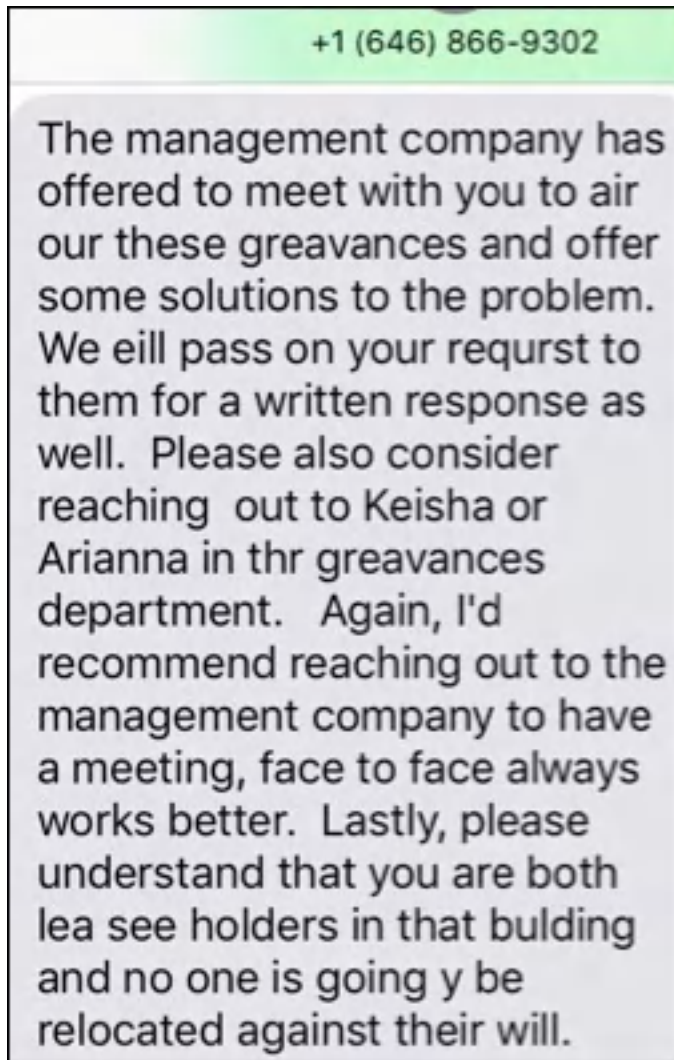 +1 (646) 866-9302
The management company has
offered to meet with you to air
our these greavances and offer
some solutions to the problem.
We eill pass on your requrst to
them for a written response as
well.  Please also consider
reaching  out to Keisha or
Arianna in thr greavances
department.   Again, I'd
recommend reaching out to the
management company to have
a meeting, face to face always
works better.  Lastly, please
understand that you are both
lea see holders in that bulding
and no one is going y be
relocated against their will.